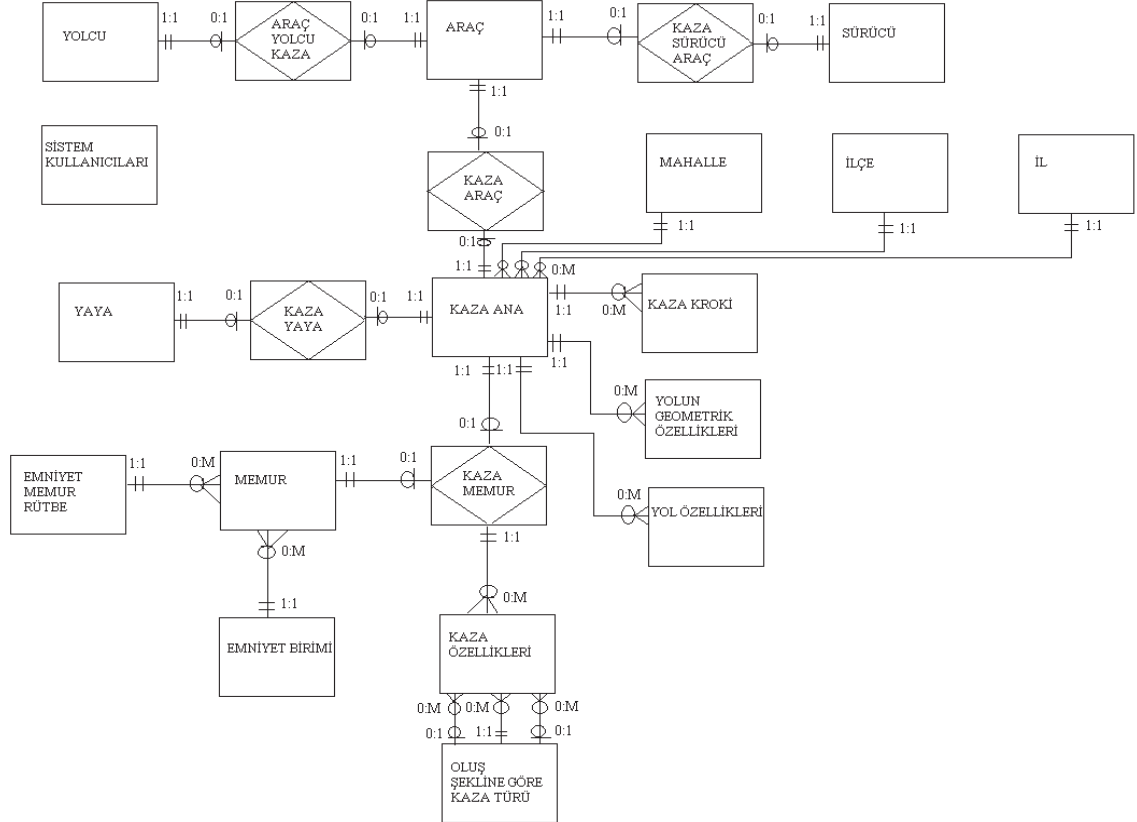 1:1
0:1
0:1
1:1
1:1
0:1
0:1
1:1
YOLCU
ARAÇ
YOLCU
KAZA
ARAÇ
KAZA
SÜRÜCÜ
ARAÇ
SÜRÜCÜ
1:1
0:1
SİSTEM
KULLANICILARI
KAZA
ARAÇ
MAHALLE
İLÇE
İL
1:1
1:1
1:1
0:1
1:1
0:M
YAYA
1:1
0:1
KAZA
YAYA
0:1
1:1
KAZA ANA
1:1
0:M
KAZA KROKİ
1:1
1:1
1:1
0:M
YOLUN
GEOMETRİK
ÖZELLİKLERİ
0:1
EMNİYET
MEMUR
RÜTBE
1:1
0:M
MEMUR
1:1
0:1
KAZA
MEMUR
0:M
YOL ÖZELLİKLERİ
0:M
1:1
1:1
0:M
EMNİYET BİRİMİ
KAZA
ÖZELLİKLERİ
0:M
0:M
0:M
0:1
1:1
0:1
OLUŞ
ŞEKLİNE GÖRE
KAZA TÜRÜ